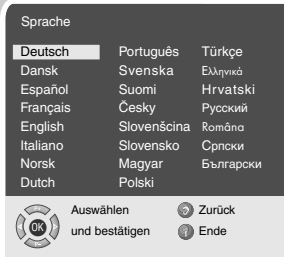 Sprache
Deutsch Português Türkçe
Dansk Svenska Ελληνικά
Español Suomi Hrvatski
Français Česky Русский
English Slovenšcina Româna
Italiano Slovensko Српски
Norsk Magyar Български
Dutch Polski
Auswählen Zurück
OK und bestätigen Ende